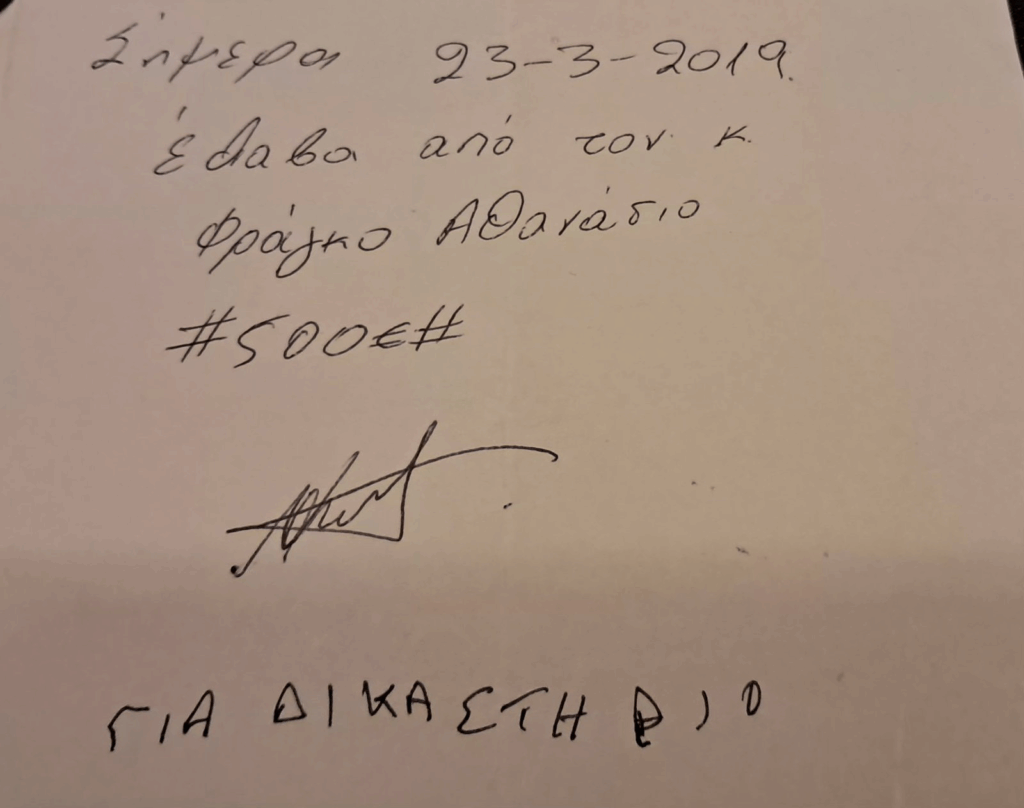 Σήμερα 23-3-2019.
έλαβα από τον κ.
Φράγκο Αθανάσιο
#500€#
ΓΙΑ ΔΙΚΑΣΤΗΡΙΟ